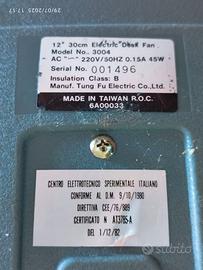 29/07/2025 17:17
12" 30cm Electric Desk Fan
Model No. 3004
AC ~ 220V/50HZ 0.15A 45W
Serial No. 001496
Insulation Class: B
Manuf. Tung Fu Electric Co., Ltd.
MADE IN TAIWAN R.O.C.
6A00033
CENTRO ELETTROTECNICO SPERIMENTALE ITALIANO
CONFORME AL D.M. 9/10/1980
DIRETTIVA CEE/76/889
CERTIFICATO N AT3785-A
DEL 1/12/82